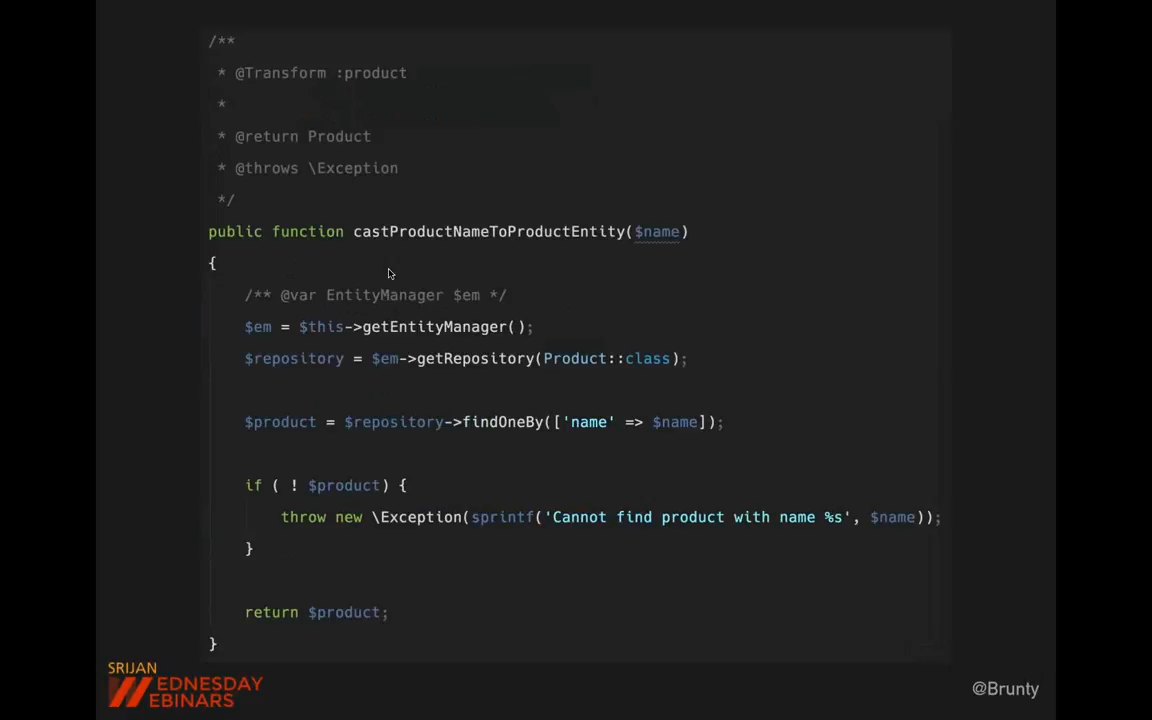 /**
* @Transform :product
*
* @return Product
* @throws \Exception
*/
public function castProductNameToProductEntity($name)
{
/** @var EntityManager $em */
$em = $this->getEntityManager();
$repository = $em->getRepository(Product::class);
$product = $repository->findOneBy(['name' => $name]);
if ( ! $product) {
throw new \Exception(sprintf('Cannot find product with name %s', $name));
}
return $product;
}
SRIJAN
WEDNESDAY
WEBINARS
@Brunty